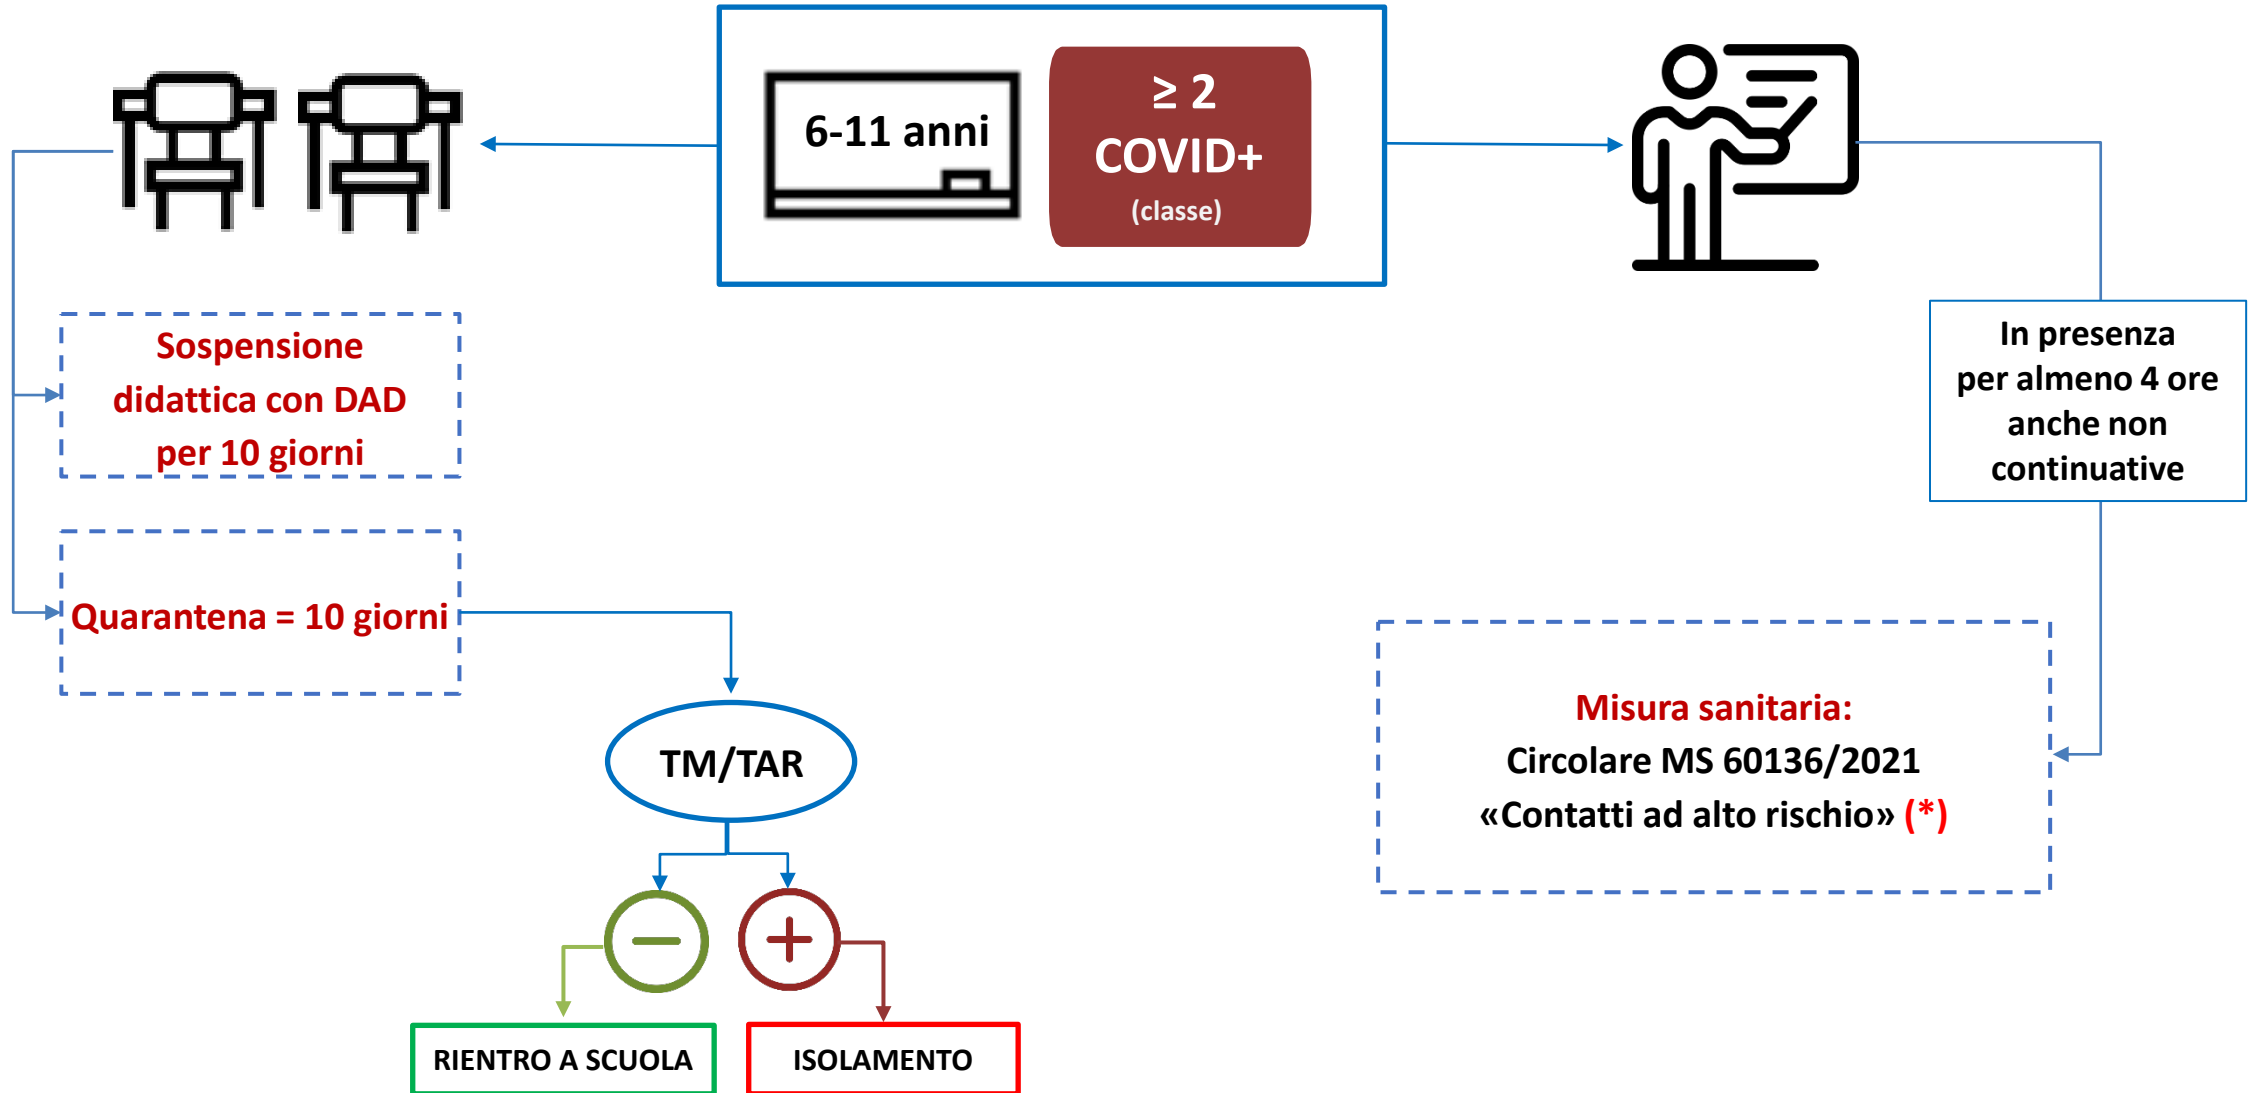 6-11 anni
≥ 2
COVID+
(classe)
Sospensione
didattica con DAD
per 10 giorni
Quarantena = 10 giorni
TM/TAR
RIENTRO A SCUOLA
ISOLAMENTO
In presenza
per almeno 4 ore
anche non
continuative
Misura sanitaria:
Circolare MS 60136/2021
«Contatti ad alto rischio» (*)